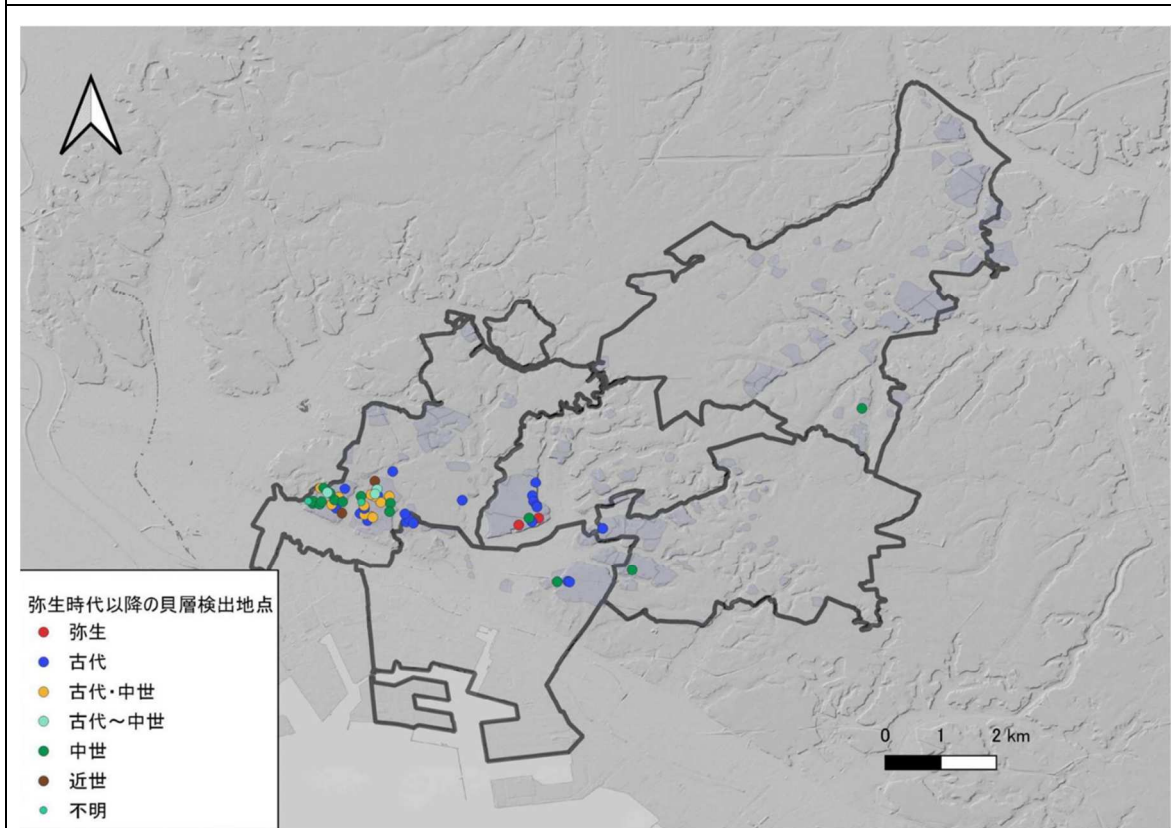 弥生時代以降の貝層検出地点
弥生
古代
古代・中世
古代～中世
中世
近世
不明
0 1 2 km